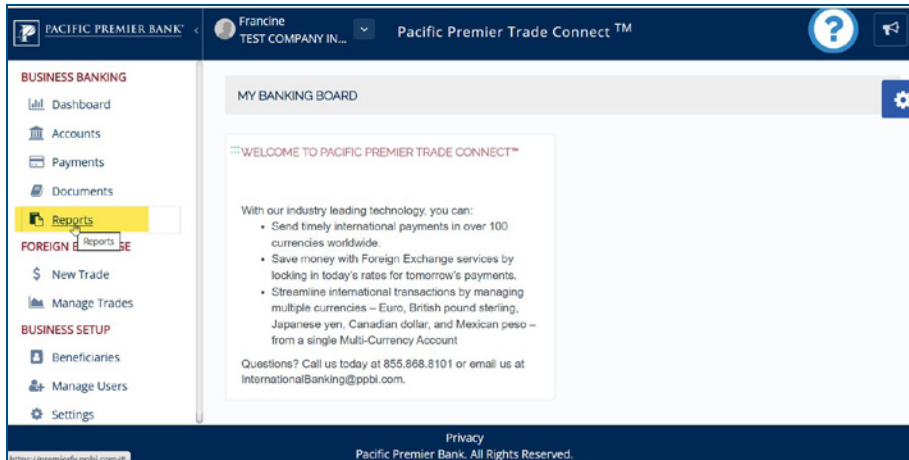 PACIFIC PREMIER BANK
Francine
TEST COMPANY IN...
Pacific Premier Trade Connect ™
?
BUSINESS BANKING
Dashboard
Accounts
Payments
Documents
Reports
Reports
FOREIGN E GE
$ New Trade
Manage Trades
BUSINESS SETUP
Beneficiaries
Manage Users
Settings
MY BANKING BOARD
WELCOME TO PACIFIC PREMIER TRADE CONNECT™
With our industry leading technology, you can:
• Send timely international payments in over 100
currencies worldwide.
• Save money with Foreign Exchange services by
locking in today's rates for tomorrow's payments.
• Streamline international transactions by managing
multiple currencies – Euro, British pound sterling,
Japanese yen, Canadian dollar, and Mexican peso –
from a single Multi-Currency Account
Questions? Call us today at 855.868.8101 or email us at
InternationalBanking@ppbi.com.
Privacy
Pacific Premier Bank. All Rights Reserved.